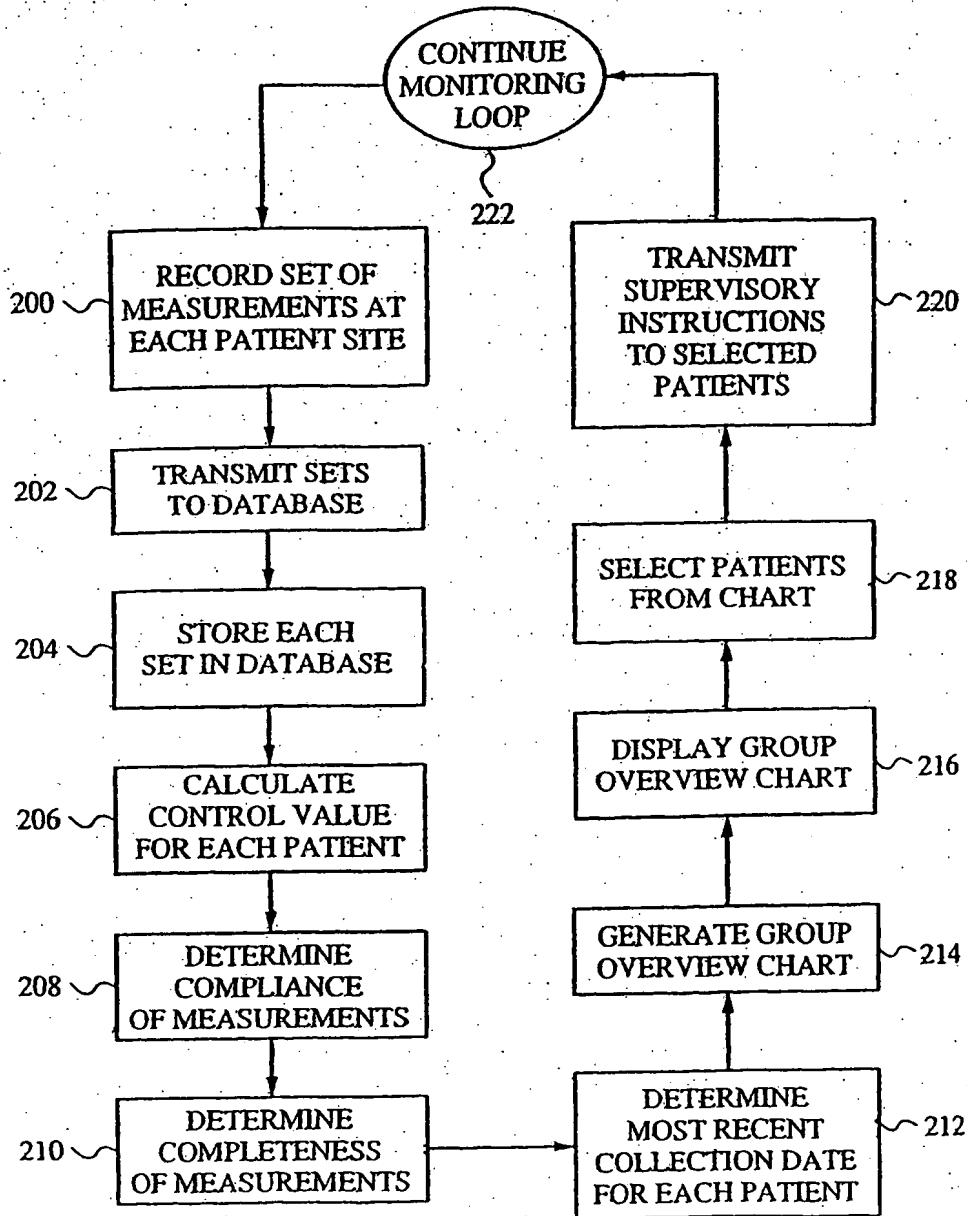 CONTINUE
MONITORING
LOOP
222
200
RECORD SET OF
MEASUREMENTS AT
EACH PATIENT SITE
202
TRANSMIT SETS
TO DATABASE
204
STORE EACH
SET IN DATABASE
206
CALCULATE
CONTROL VALUE
FOR EACH PATIENT
208
DETERMINE
COMPLIANCE
OF MEASUREMENTS
210
DETERMINE
COMPLETENESS
OF MEASUREMENTS
DETERMINE
MOST RECENT
COLLECTION DATE
FOR EACH PATIENT
212
GENERATE GROUP
OVERVIEW CHART
214
DISPLAY GROUP
OVERVIEW CHART
216
SELECT PATIENTS
FROM CHART
218
TRANSMIT
SUPERVISORY
INSTRUCTIONS
TO SELECTED
PATIENTS
220